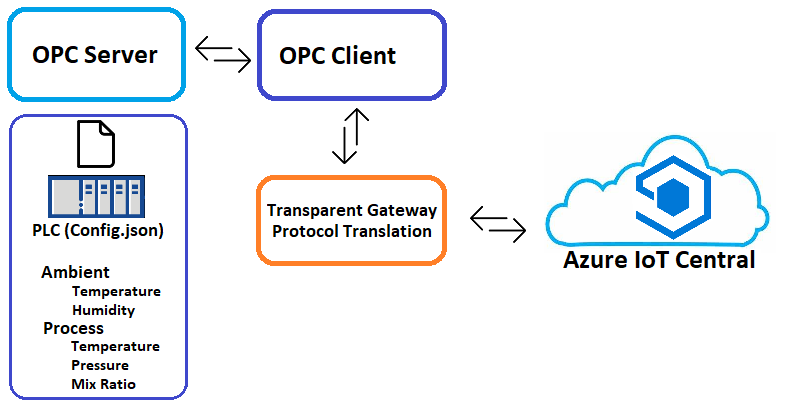 OPC Server
OPC Client
PLC (Config.json)
Ambient
Temperature
Humidity
Process
Temperature
Pressure
Mix Ratio
Transparent Gateway
Protocol Translation
Azure IoT Central